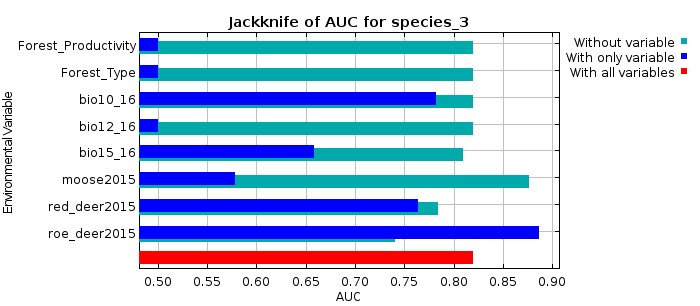 Jackknife of AUC for species_3
Environmental Variable
Forest_Productivity
Forest_Type
bio10_16
bio12_16
bio15_16
moose2015
red_deer2015
roe_deer2015
0.50 0.55 0.60 0.65 0.70 0.75 0.80 0.85 0.90
AUC
Without variable
With only variable
With all variables